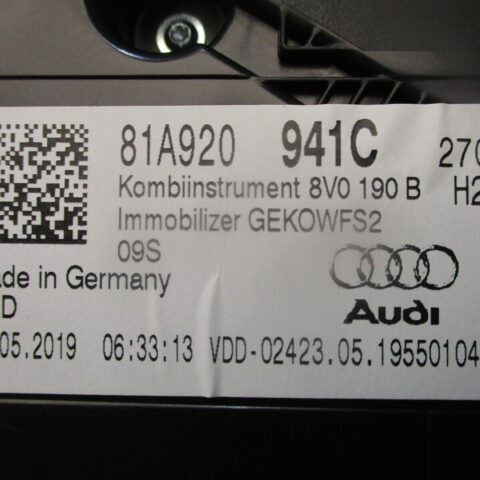 81A920 941C 270
Kombiinstrument 8V0 190 B H2
Immobilizer GEKOWFS2
09S
ade in Germany
D
Audi
.05.2019 06:33:13 VDD-02423.05.19550104